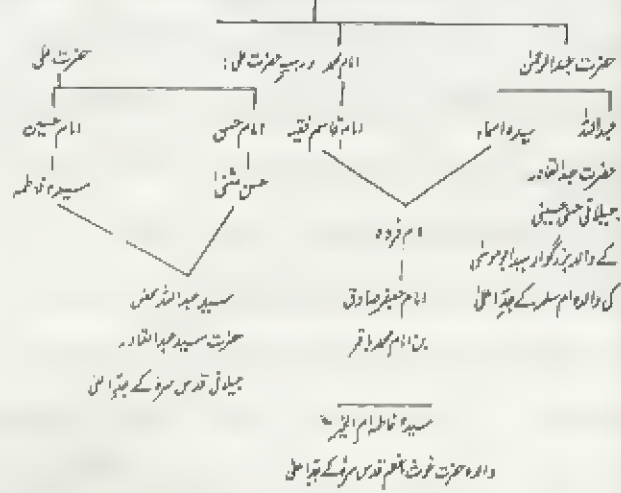 حضرت عبدالرحمٰن
امام محمد و ربیب حضرت علی :
حضرت علی
عبداللہ
سیدہ اسماء
امام قاسم فقیہ
امام حسن
امام حسین
حضرت عبدالقادر
جیلانی حسنی حسینی
کے والد بزرگوار سید ابو موسیٰ
کی والدہ ام سلمہ کے جدِ اعلیٰ
حسن مثنیٰ
سیدہ فاطمہ
ام فردہ
امام جعفر صادق
بن امام محمد باقر
سید عبداللہ محض
حضرت سید عبدالقادر
جیلانی قدس سرہٗ کے جدِ اعلیٰ
سیدہ فاطمہ ام الخیر
والدہ حضرت غوث اعظم قدس سرہٗ کے جدِ اعلیٰ